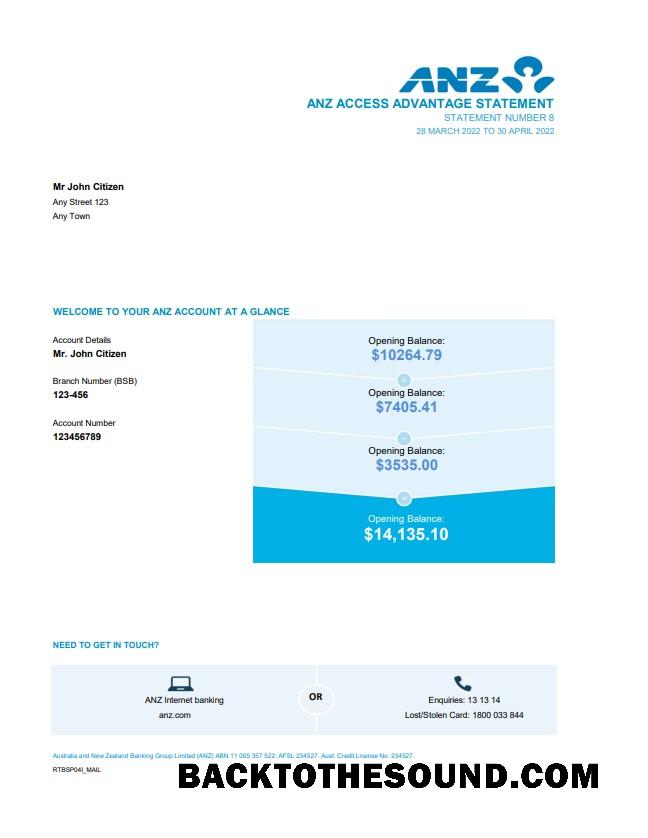 ANZ
ANZ ACCESS ADVANTAGE STATEMENT
STATEMENT NUMBER 8
28 MARCH 2022 TO 30 APRIL 2022
Mr John Citizen
Any Street 123
Any Town
WELCOME TO YOUR ANZ ACCOUNT AT A GLANCE
Account Details
Mr. John Citizen
Branch Number (BSB)
123-456
Account Number
123456789
Opening Balance:
$10264.79
+
Opening Balance:
$7405.41
−
Opening Balance:
$3535.00
=
Opening Balance:
$14,135.10
NEED TO GET IN TOUCH?
ANZ Internet banking
anz.com
OR
Enquiries: 13 13 14
Lost/Stolen Card: 1800 033 844
Australia and New Zealand Banking Group Limited (ANZ) ABN 11 005 357 522. AFSL 234527. Aust. Credit License No. 234527.
RTBSP04I_MAIL
BACKTOTHESOUND.COM